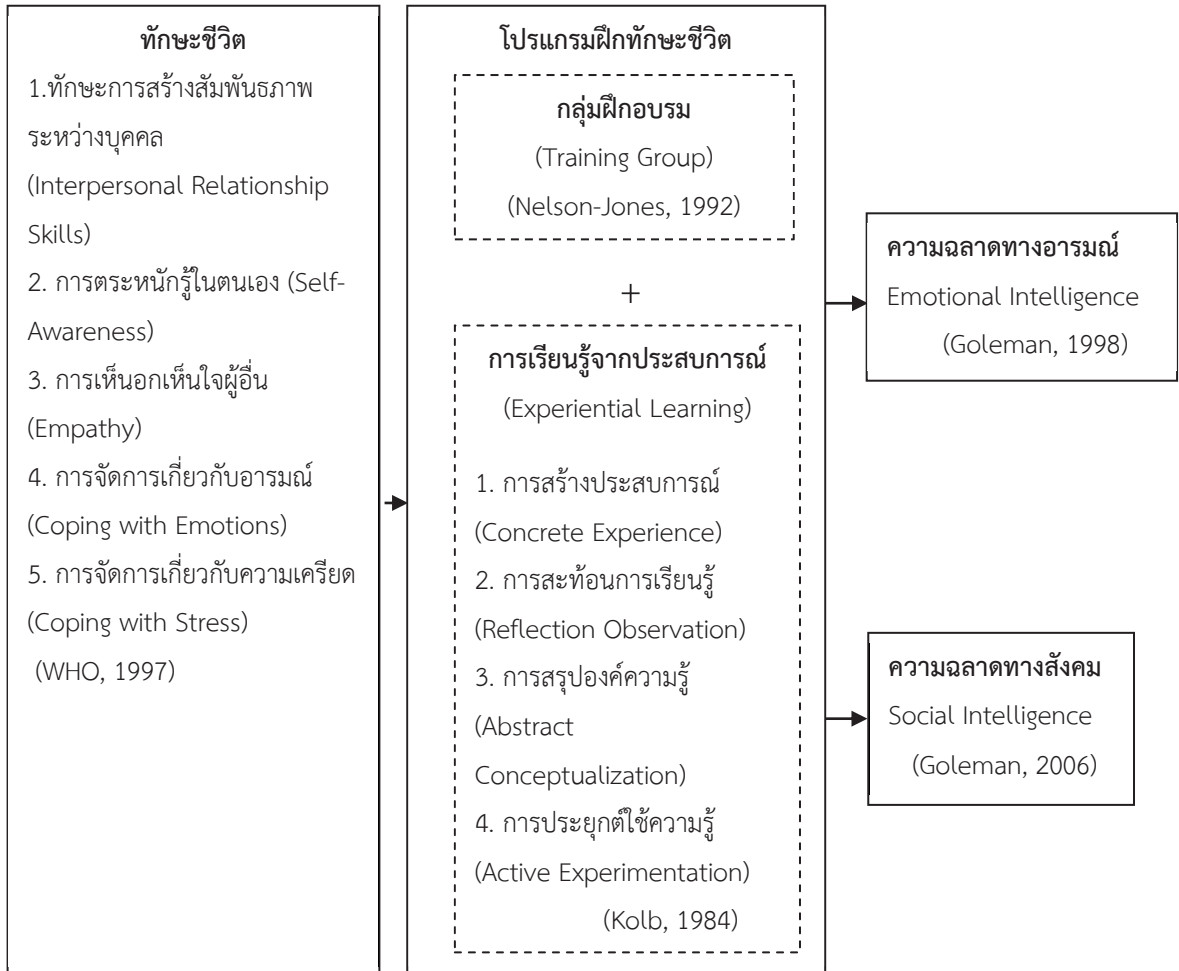 ทักษะชีวิต
1.ทักษะการสร้างสัมพันธภาพ
ระหว่างบุคคล
(Interpersonal Relationship
Skills)
2. การตระหนักรู้ในตนเอง (Self-
Awareness)
3. การเห็นอกเห็นใจผู้อื่น
(Empathy)
4. การจัดการเกี่ยวกับอารมณ์
(Coping with Emotions)
5. การจัดการเกี่ยวกับความเครียด
(Coping with Stress)
(WHO, 1997)
โปรแกรมฝึกทักษะชีวิต
กลุ่มฝึกอบรม
(Training Group)
(Nelson-Jones, 1992)
+
การเรียนรู้จากประสบการณ์
(Experiential Learning)
1. การสร้างประสบการณ์
(Concrete Experience)
2. การสะท้อนการเรียนรู้
(Reflection Observation)
3. การสรุปองค์ความรู้
(Abstract
Conceptualization)
4. การประยุกต์ใช้ความรู้
(Active Experimentation)
(Kolb, 1984)
ความฉลาดทางอารมณ์
Emotional Intelligence
(Goleman, 1998)
ความฉลาดทางสังคม
Social Intelligence
(Goleman, 2006)